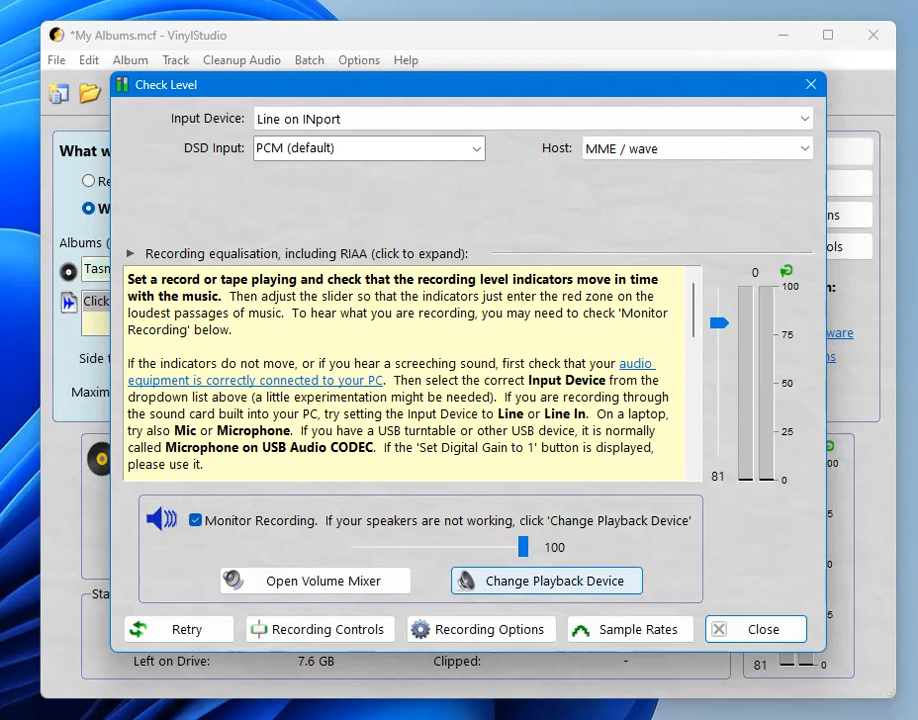 *My Albums.mcf - VinylStudio
File Edit Album Track Cleanup Audio Batch Options Help
Check Level
Input Device: Line on INport
DSD Input: PCM (default) Host: MME / wave
What w
Re
W
ns
Albums (
ols
Recording equalisation, including RIAA (click to expand):
Tasn
Click
Set a record or tape playing and check that the recording level indicators move in time
with the music. Then adjust the slider so that the indicators just enter the red zone on the
loudest passages of music. To hear what you are recording, you may need to check 'Monitor
Recording' below.
If the indicators do not move, or if you hear a screeching sound, first check that your audio
equipment is correctly connected to your PC. Then select the correct Input Device from the
dropdown list above (a little experimentation might be needed). If you are recording through
the sound card built into your PC, try setting the Input Device to Line or Line In. On a laptop,
try also Mic or Microphone. If you have a USB turntable or other USB device, it is normally
called Microphone on USB Audio CODEC. If the 'Set Digital Gain to 1' button is displayed,
please use it.
0
100
75
50
25
0
81
n:
ware
ns
Side t
Maxim
00
5
0
5
Monitor Recording. If your speakers are not working, click 'Change Playback Device'
100
Open Volume Mixer Change Playback Device
Sta
Retry Recording Controls Recording Options Sample Rates Close
Left on Drive: 7.6 GB Clipped: -
81 0